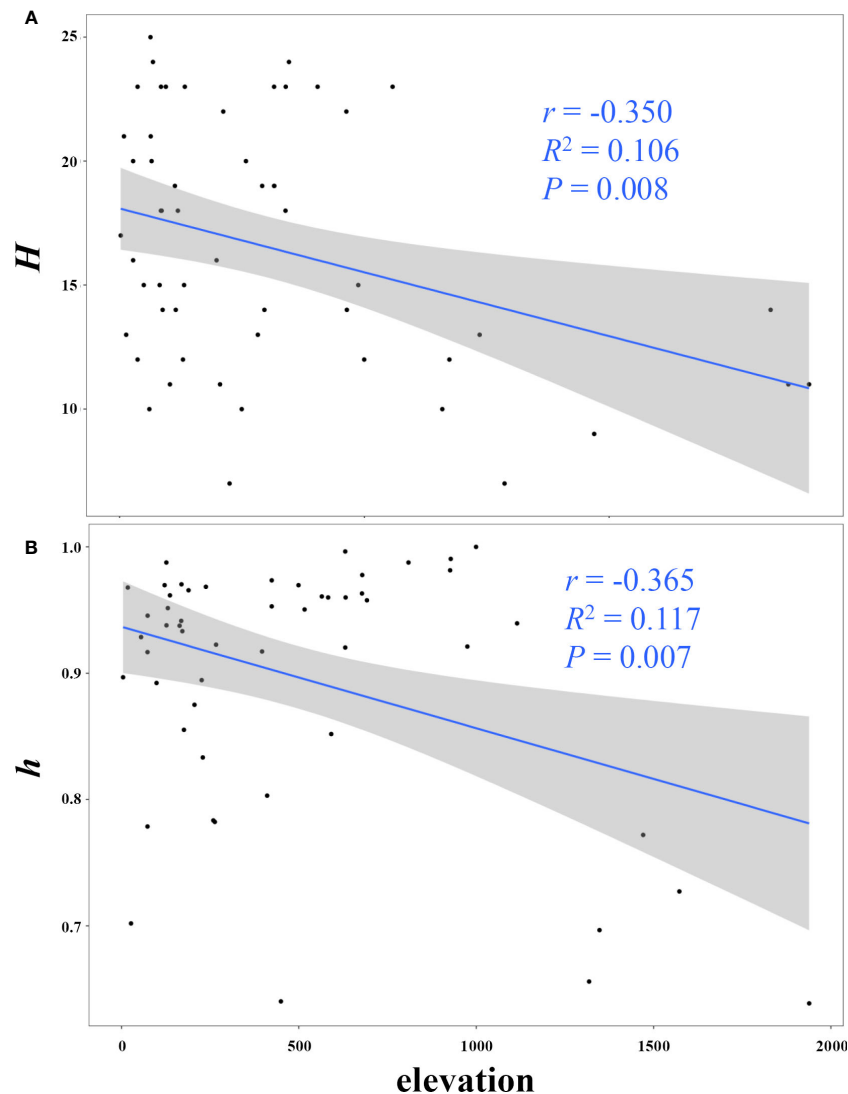 A
25
20
15
10
H
r = -0.350
R² = 0.106
P = 0.008
B
1.0
0.9
0.8
0.7
h
r = -0.365
R² = 0.117
P = 0.007
0 500 1000 1500 2000
elevation